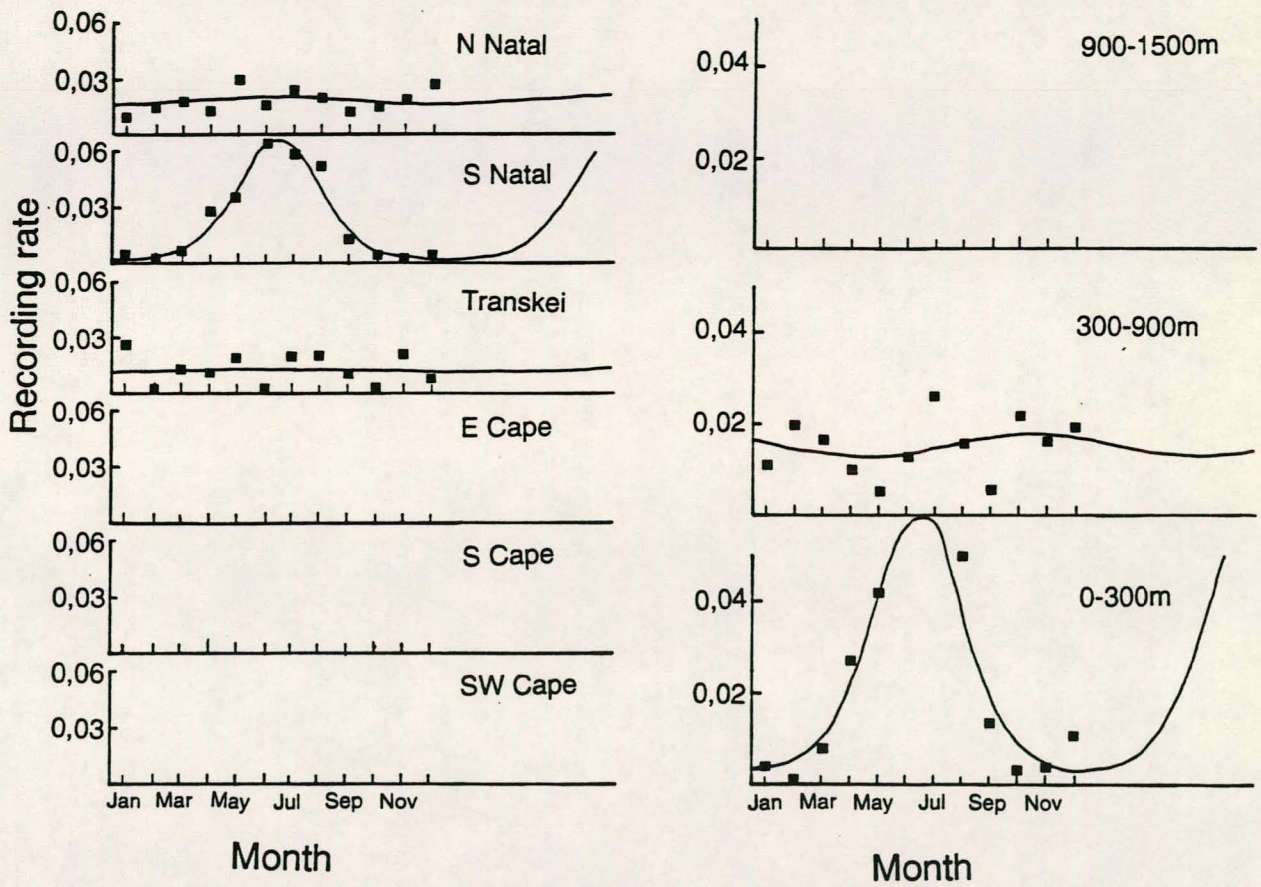 Recording rate
0,06
0,03
N Natal
0,06
0,03
S Natal
0,06
0,03
Transkei
0,06
0,03
E Cape
0,06
0,03
S Cape
0,06
0,03
SW Cape
Jan Mar May Jul Sep Nov
Month
0,04
0,02
900-1500m
0,04
0,02
300-900m
0,04
0,02
0-300m
Jan Mar May Jul Sep Nov
Month